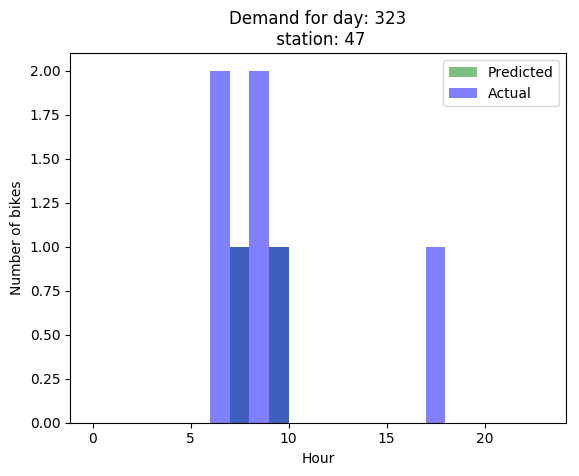 Demand for day: 323
station: 47
Predicted
Actual
Number of bikes
2.00
1.75
1.50
1.25
1.00
0.75
0.50
0.25
0.00
0
5
10
15
20
Hour